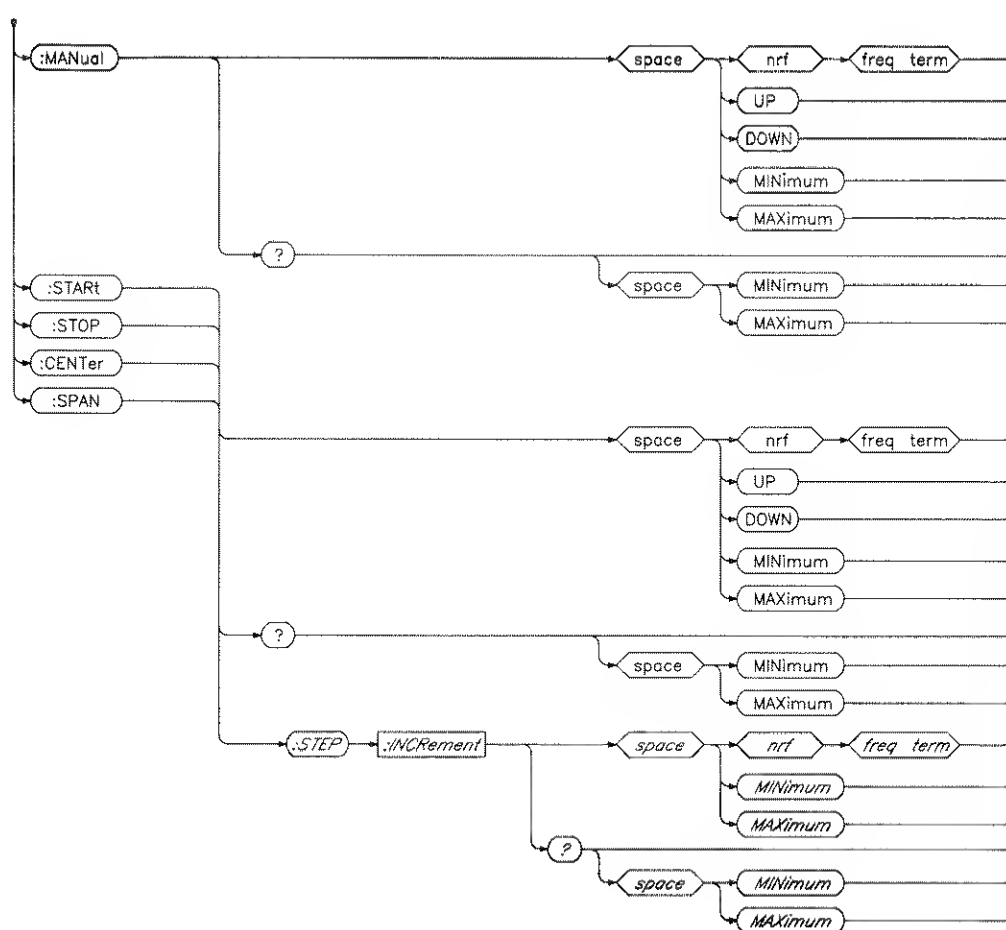 :MANual space nrf freq term
UP
DOWN
MINimum
MAXimum
?
:STARt space MINimum
:STOP MAXimum
:CENTer
:SPAN
space nrf freq term
UP
DOWN
MINimum
MAXimum
?
space MINimum
MAXimum
:STEP :INCRement space nrf freq term
MINimum
MAXimum
?
space MINimum
MAXimum